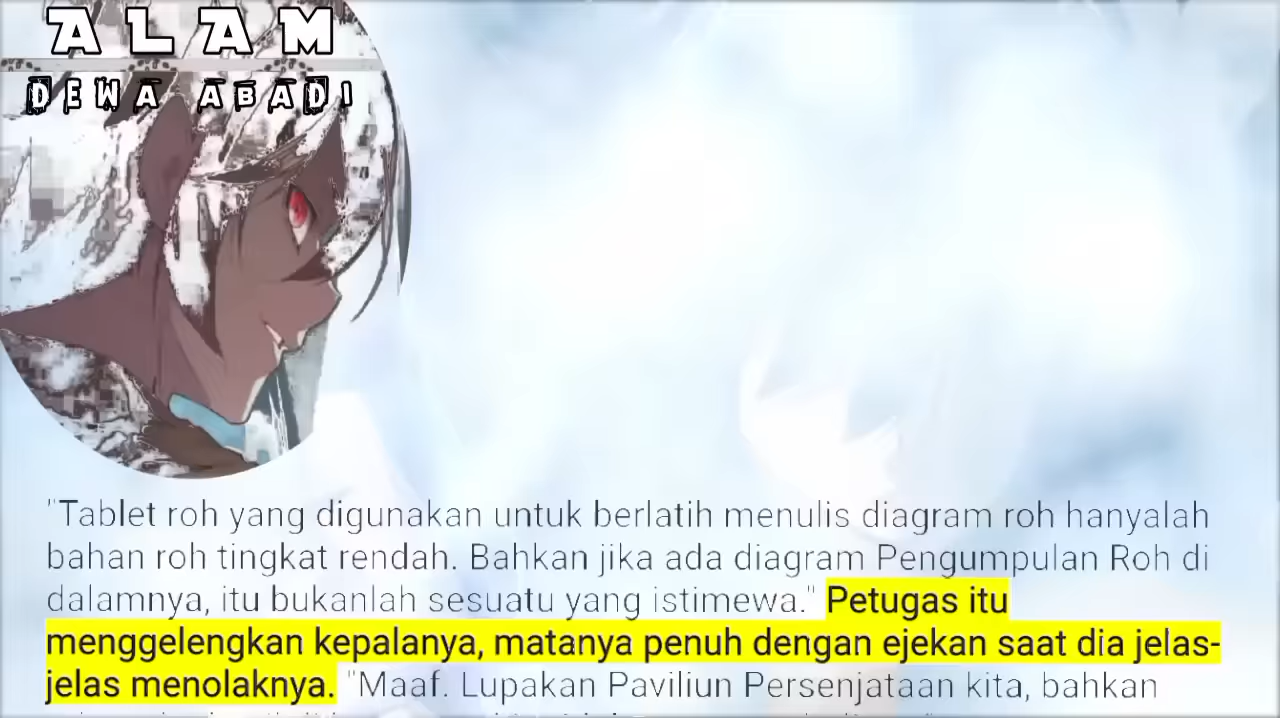 ALAM
DEWA ABADI
"Tablet roh yang digunakan untuk berlatih menulis diagram roh hanyalah
bahan roh tingkat rendah. Bahkan jika ada diagram Pengumpulan Roh di
dalamnya, itu bukanlah sesuatu yang istimewa." Petugas itu
menggelengkan kepalanya, matanya penuh dengan ejekan saat dia jelas-
jelas menolaknya. "Maaf. Lupakan Paviliun Persenjataan kita, bahkan